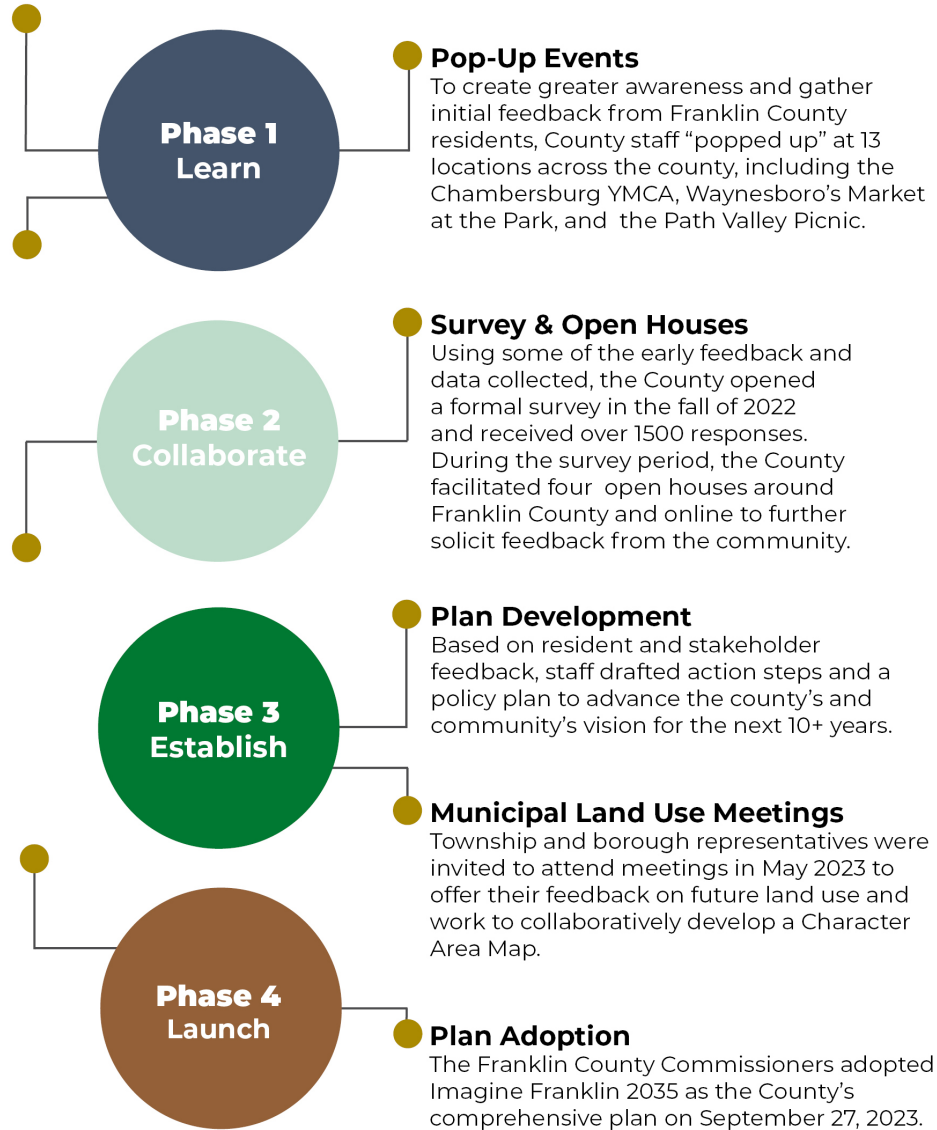 Phase 1
Learn
Pop-Up Events
To create greater awareness and gather
initial feedback from Franklin County
residents, County staff “popped up” at 13
locations across the county, including the
Chambersburg YMCA, Waynesboro’s Market
at the Park, and  the Path Valley Picnic.
Phase 2
Collaborate
Survey & Open Houses
Using some of the early feedback and
data collected, the County opened
a formal survey in the fall of 2022
and received over 1500 responses.
During the survey period, the County
facilitated four  open houses around
Franklin County and online to further
solicit feedback from the community.
Phase 3
Establish
Plan Development
Based on resident and stakeholder
feedback, staff drafted action steps and a
policy plan to advance the county’s and
community’s vision for the next 10+ years.
Municipal Land Use Meetings
Township and borough representatives were
invited to attend meetings in May 2023 to
offer their feedback on future land use and
work to collaboratively develop a Character
Area Map.
Phase 4
Launch
Plan Adoption
The Franklin County Commissioners adopted
Imagine Franklin 2035 as the County’s
comprehensive plan on September 27, 2023.